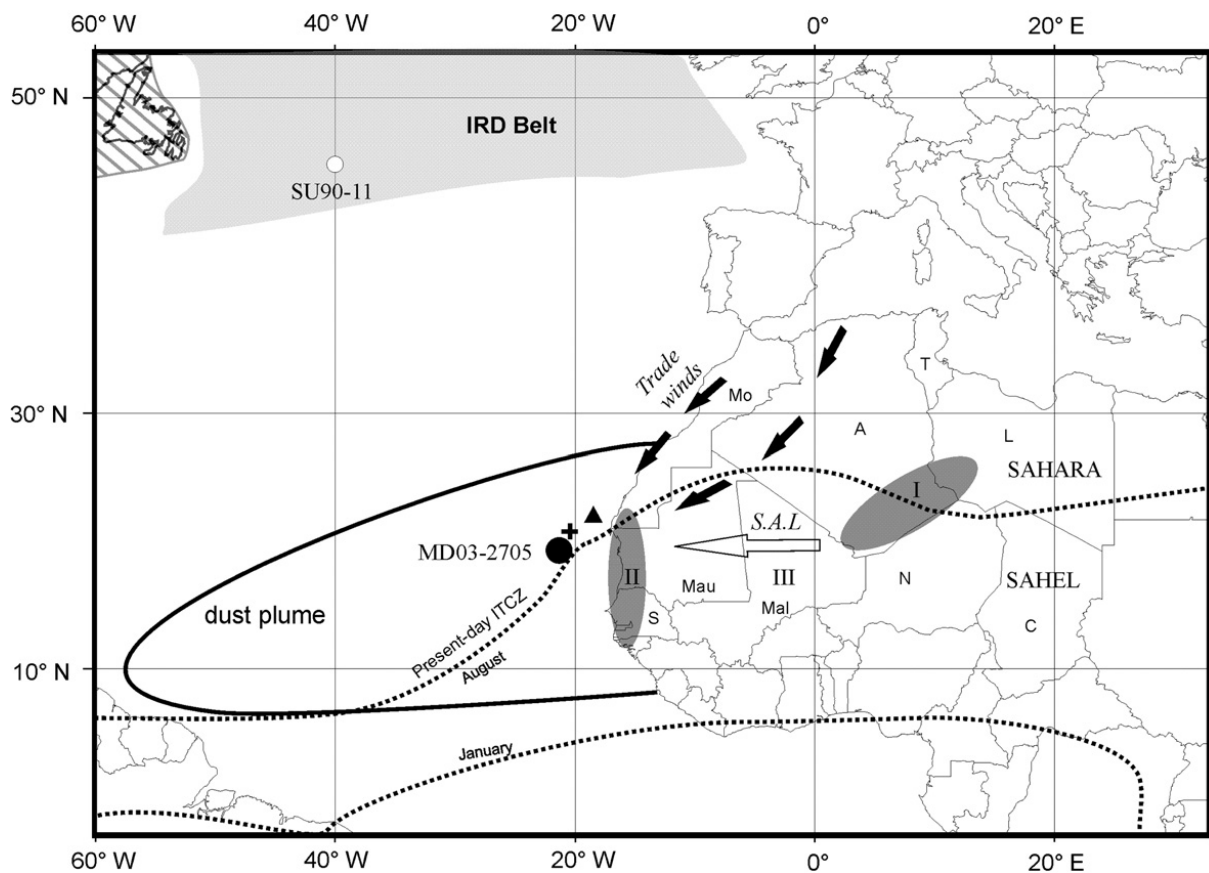 60° W
40° W
20° W
0°
20° E
50° N
IRD Belt
SU90-11
Trade
winds
Mo
T
30° N
A
L
SAHARA
I
S.A.L
MD03-2705
II
Mau
III
N
SAHEL
dust plume
S
Mal
C
Present-day ITCZ
August
10° N
January
60° W
40° W
20° W
0°
20° E